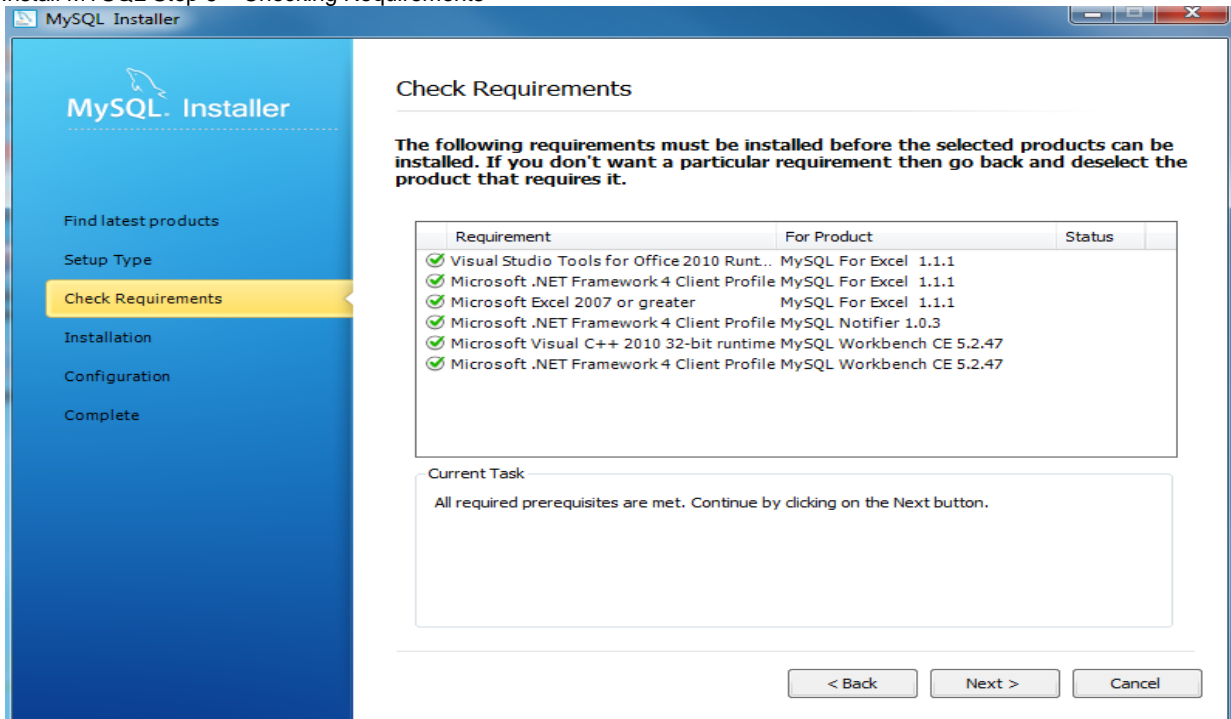 MySQL Installer
MySQL. Installer
Find latest products
Setup Type
Check Requirements
Installation
Configuration
Complete
Check Requirements
The following requirements must be installed before the selected products can be
installed. If you don't want a particular requirement then go back and deselect the
product that requires it.
Requirement For Product Status
Visual Studio Tools for Office 2010 Runt... MySQL For Excel 1.1.1
Microsoft .NET Framework 4 Client Profile MySQL For Excel 1.1.1
Microsoft Excel 2007 or greater MySQL For Excel 1.1.1
Microsoft .NET Framework 4 Client Profile MySQL Notifier 1.0.3
Microsoft Visual C++ 2010 32-bit runtime MySQL Workbench CE 5.2.47
Microsoft .NET Framework 4 Client Profile MySQL Workbench CE 5.2.47
Current Task
All required prerequisites are met. Continue by clicking on the Next button.
< Back Next > Cancel